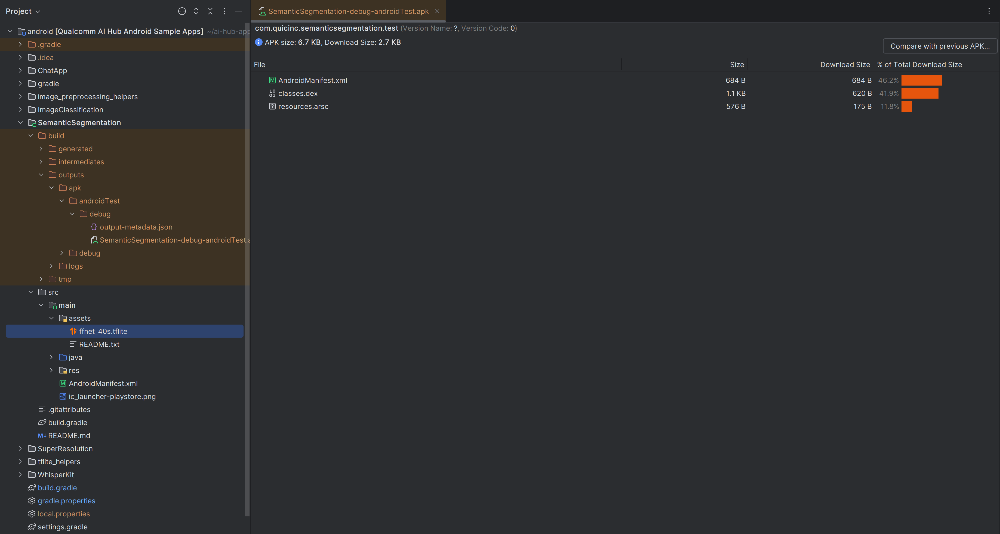 Project
android [Qualcomm AI Hub Android Sample Apps] ~/ai-hub-app
.gradle
.idea
ChatApp
gradle
image_preprocessing_helpers
ImageClassification
SemanticSegmentation
build
generated
intermediates
outputs
apk
androidTest
debug
output-metadata.json
SemanticSegmentation-debug-androidTest.a
debug
logs
tmp
src
main
assets
ffnet_40s.tflite
README.txt
java
res
AndroidManifest.xml
ic_launcher-playstore.png
.gitattributes
build.gradle
README.md
SuperResolution
tflite_helpers
WhisperKit
build.gradle
gradle.properties
local.properties
settings.gradle
SemanticSegmentation-debug-androidTest.apk
com.quicinc.semanticsegmentation.test (Version Name: ?, Version Code: 0)
APK size: 6.7 KB, Download Size: 2.7 KB
Compare with previous APK...
File Size Download Size % of Total Download Size
AndroidManifest.xml 684 B 684 B 46.2%
classes.dex 1.1 KB 620 B 41.9%
resources.arsc 576 B 175 B 11.8%